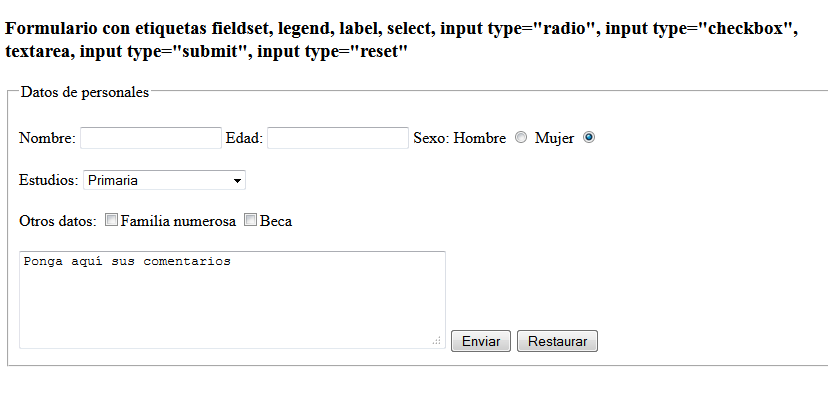 Formulario con etiquetas fieldset, legend, label, select, input type="radio", input type="checkbox",
textarea, input type="submit", input type="reset"
Datos de personales
Nombre: Edad: Sexo: Hombre Mujer
Estudios: Primaria
Otros datos: Familia numerosa Beca
Ponga aquí sus comentarios
Enviar Restaurar